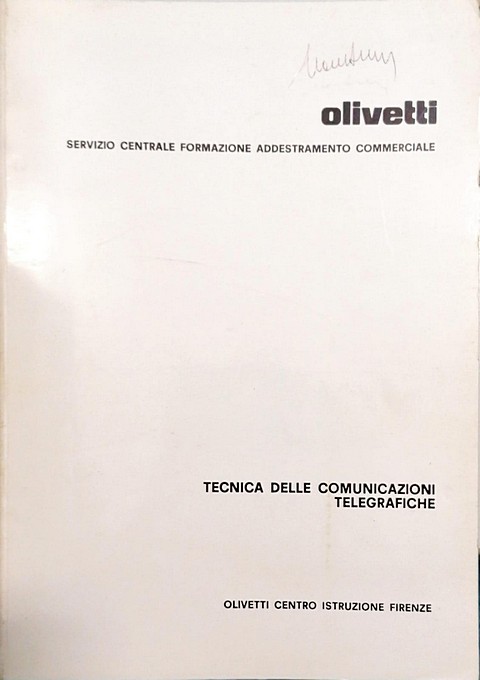 olivetti
SERVIZIO CENTRALE FORMAZIONE ADDESTRAMENTO COMMERCIALE
TECNICA DELLE COMUNICAZIONI
TELEGRAFICHE
OLIVETTI CENTRO ISTRUZIONE FIRENZE